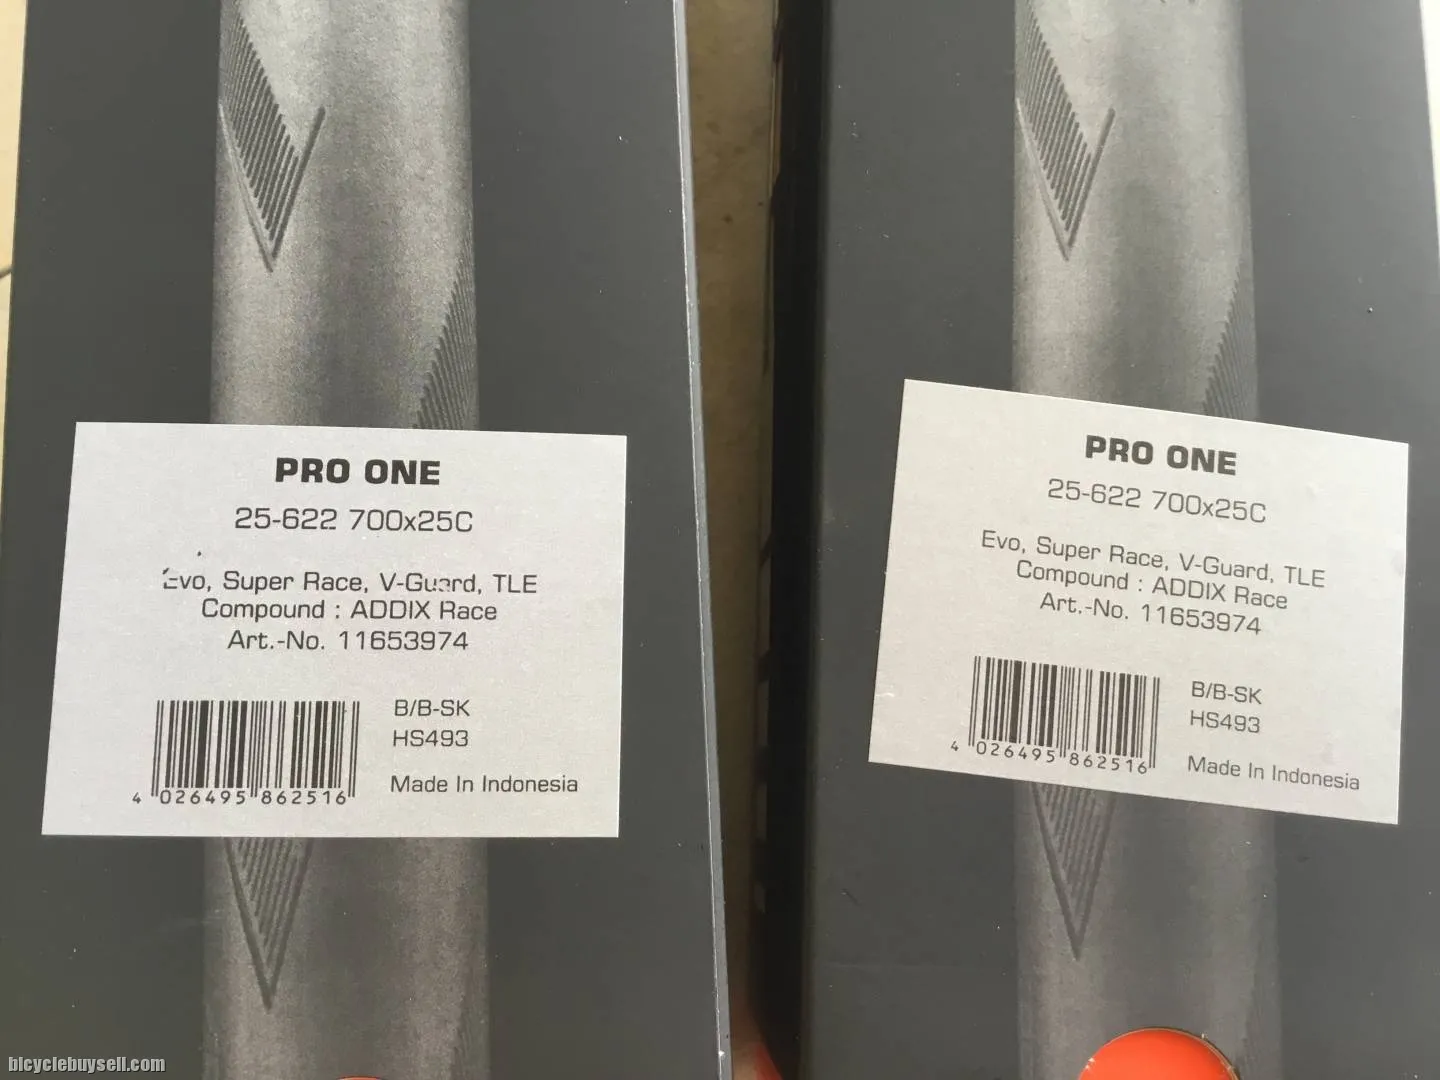 PRO ONE
25-622 700x25C
Evo, Super Race, V-Guard, TLE
Compound : ADDIX Race
Art.-No. 11653974
B/B-SK
HS493
Made In Indonesia
4 026495 862516
PRO ONE
25-622 700x25C
Evo, Super Race, V-Guard, TLE
Compound : ADDIX Race
Art.-No. 11653974
B/B-SK
HS493
Made In Indonesia
4 026495 862516
bicyclebuysell.com